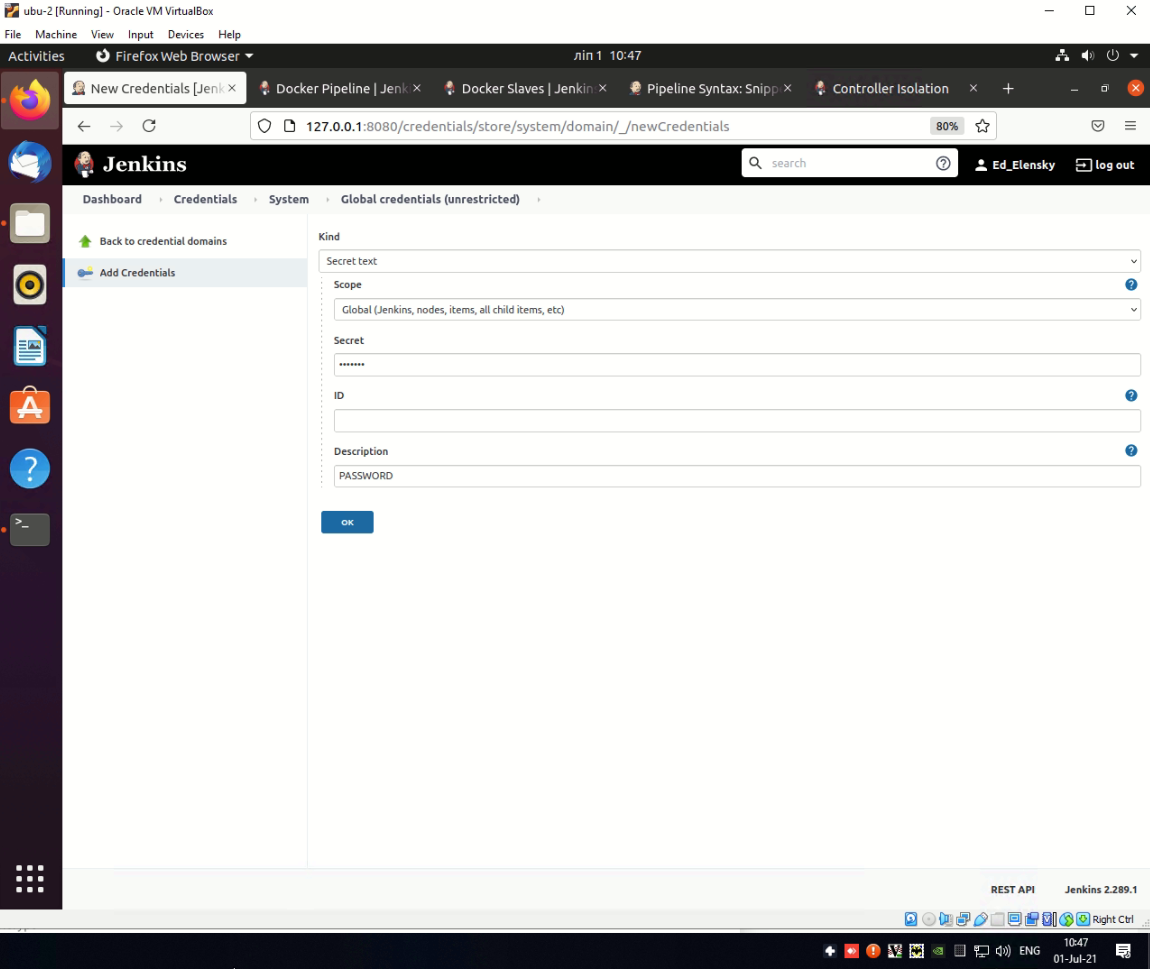 ubu-2 [Running] - Oracle VM VirtualBox
File Machine View Input Devices Help
Activities Firefox Web Browser ліп 1 10:47
New Credentials [Jenk Docker Pipeline | Jenk Docker Slaves | Jenkin Pipeline Syntax: Snipp Controller Isolation
127.0.0.1:8080/credentials/store/system/domain/_/newCredentials 80%
Jenkins search Ed_Elensky log out
Dashboard Credentials System Global credentials (unrestricted)
Back to credential domains
Add Credentials
Kind
Secret text
Scope
Global (Jenkins, nodes, items, all child items, etc)
Secret
•••••••
ID
Description
PASSWORD
OK
REST API Jenkins 2.289.1
Right Ctrl
ENG 10:47
01-Jul-21